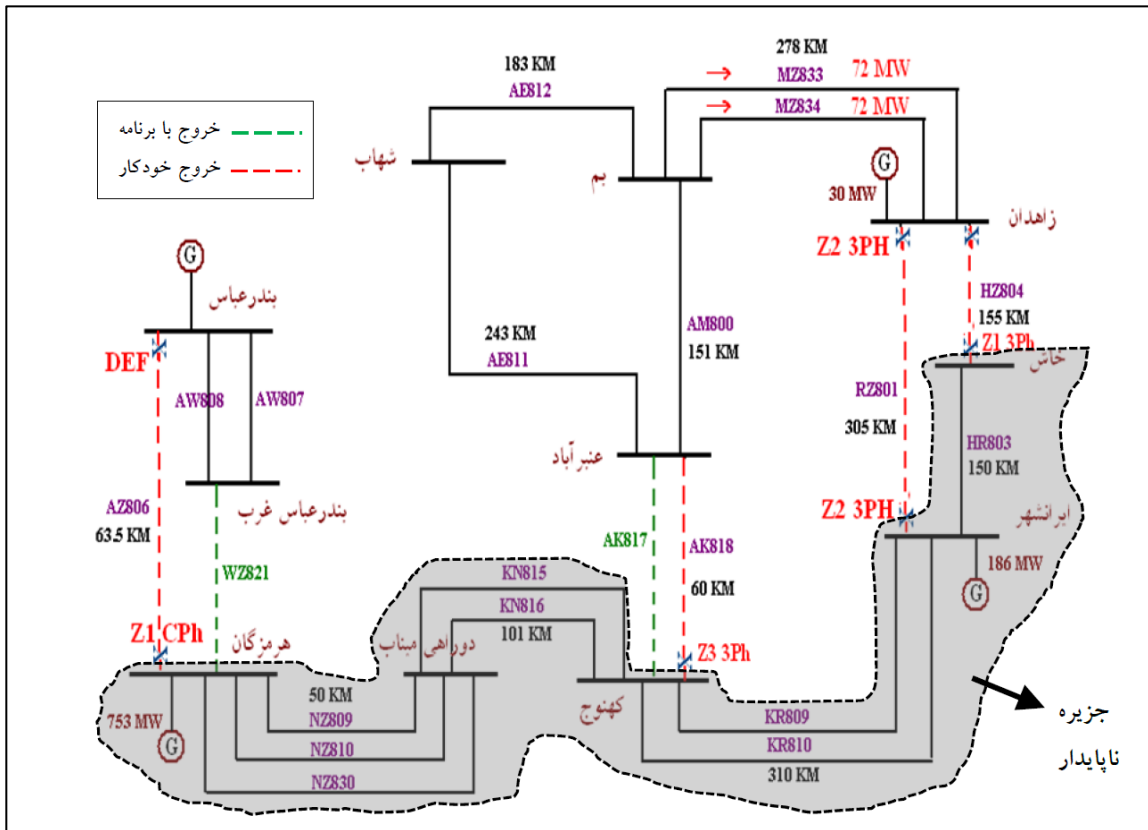 278 KM
183 KM
MZ833
72 MW
AE812
MZ834
72 MW
خروج با برنامه
خروج خودکار
شهاب
بم
G
30 MW
زاهدان
Z2 3PH
G
بندرعباس
HZ804
155 KM
Z1 3Ph
خاش
243 KM
AE811
AM800
151 KM
DEF
AW808
AW807
RZ801
305 KM
HR803
150 KM
عنبرآباد
بندرعباس غرب
Z2 3PH
ایرانشهر
AZ806
63.5 KM
WZ821
AK817
AK818
60 KM
186 MW
G
KN815
KN816
101 KM
Z1 CPh
هرمزگان
دوراهی میناب
Z3 3Ph
کهنوج
50 KM
753 MW
G
NZ809
NZ810
NZ830
KR809
KR810
310 KM
جزیره
ناپایدار